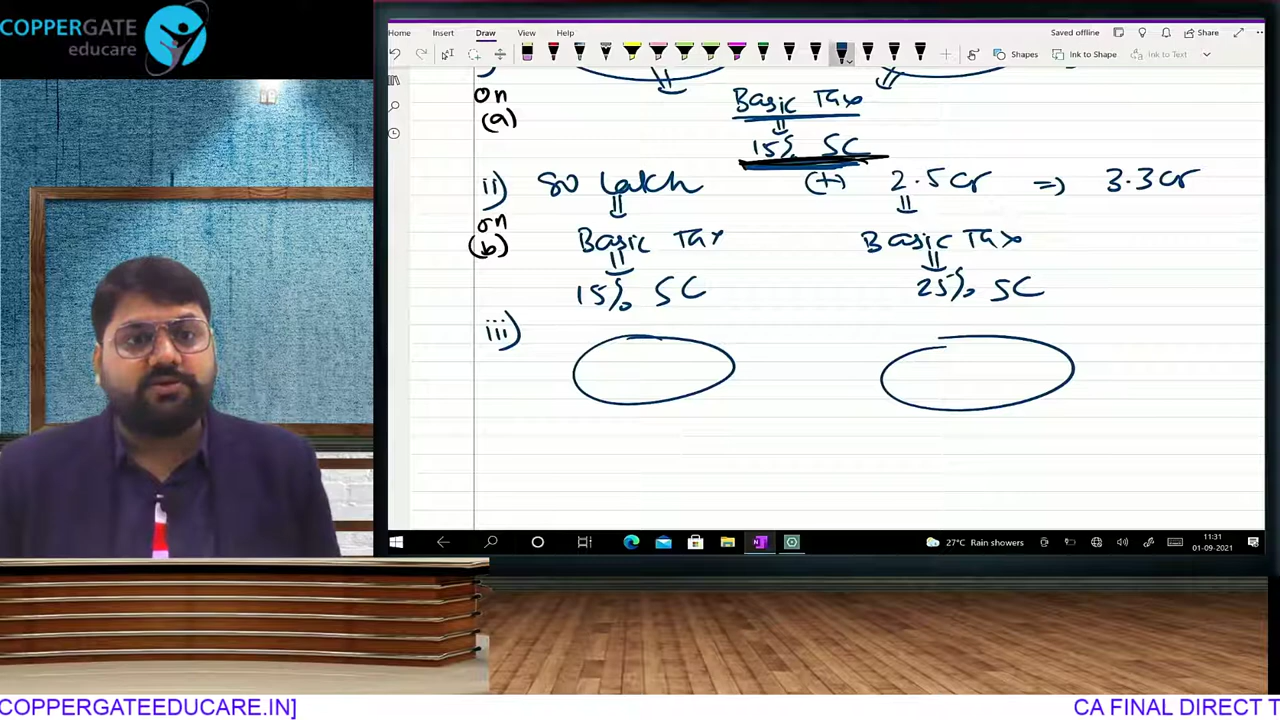 COPPERGATE
educare
Home Insert Draw View Help
Saved offline
Share
Shapes
Ink to Shape
Ink to Text
on
(a)
Basic Tax
15% SC
ii) 80 Lakh (+) 2.5Cr => 3.3Cr
on
(b)
Basic Tax Basic Tax
15% SC 25% SC
iii)
27°C Rain showers
11:31
01-09-2021
COPPERGATEEDUCARE.IN]
CA FINAL DIRECT T